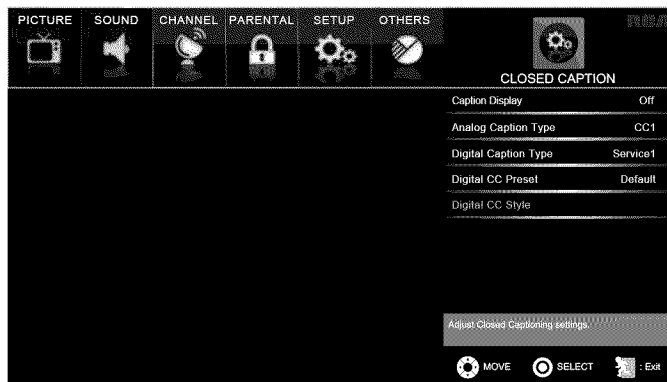 PICTURE SOUND CHANNEL PARENTAL SETUP OTHERS
RCA
CLOSED CAPTION
Caption Display Off
Analog Caption Type CC1
Digital Caption Type Service1
Digital CC Preset Default
Digital CC Style
Adjust Closed Captioning settings.
MOVE SELECT : Exit